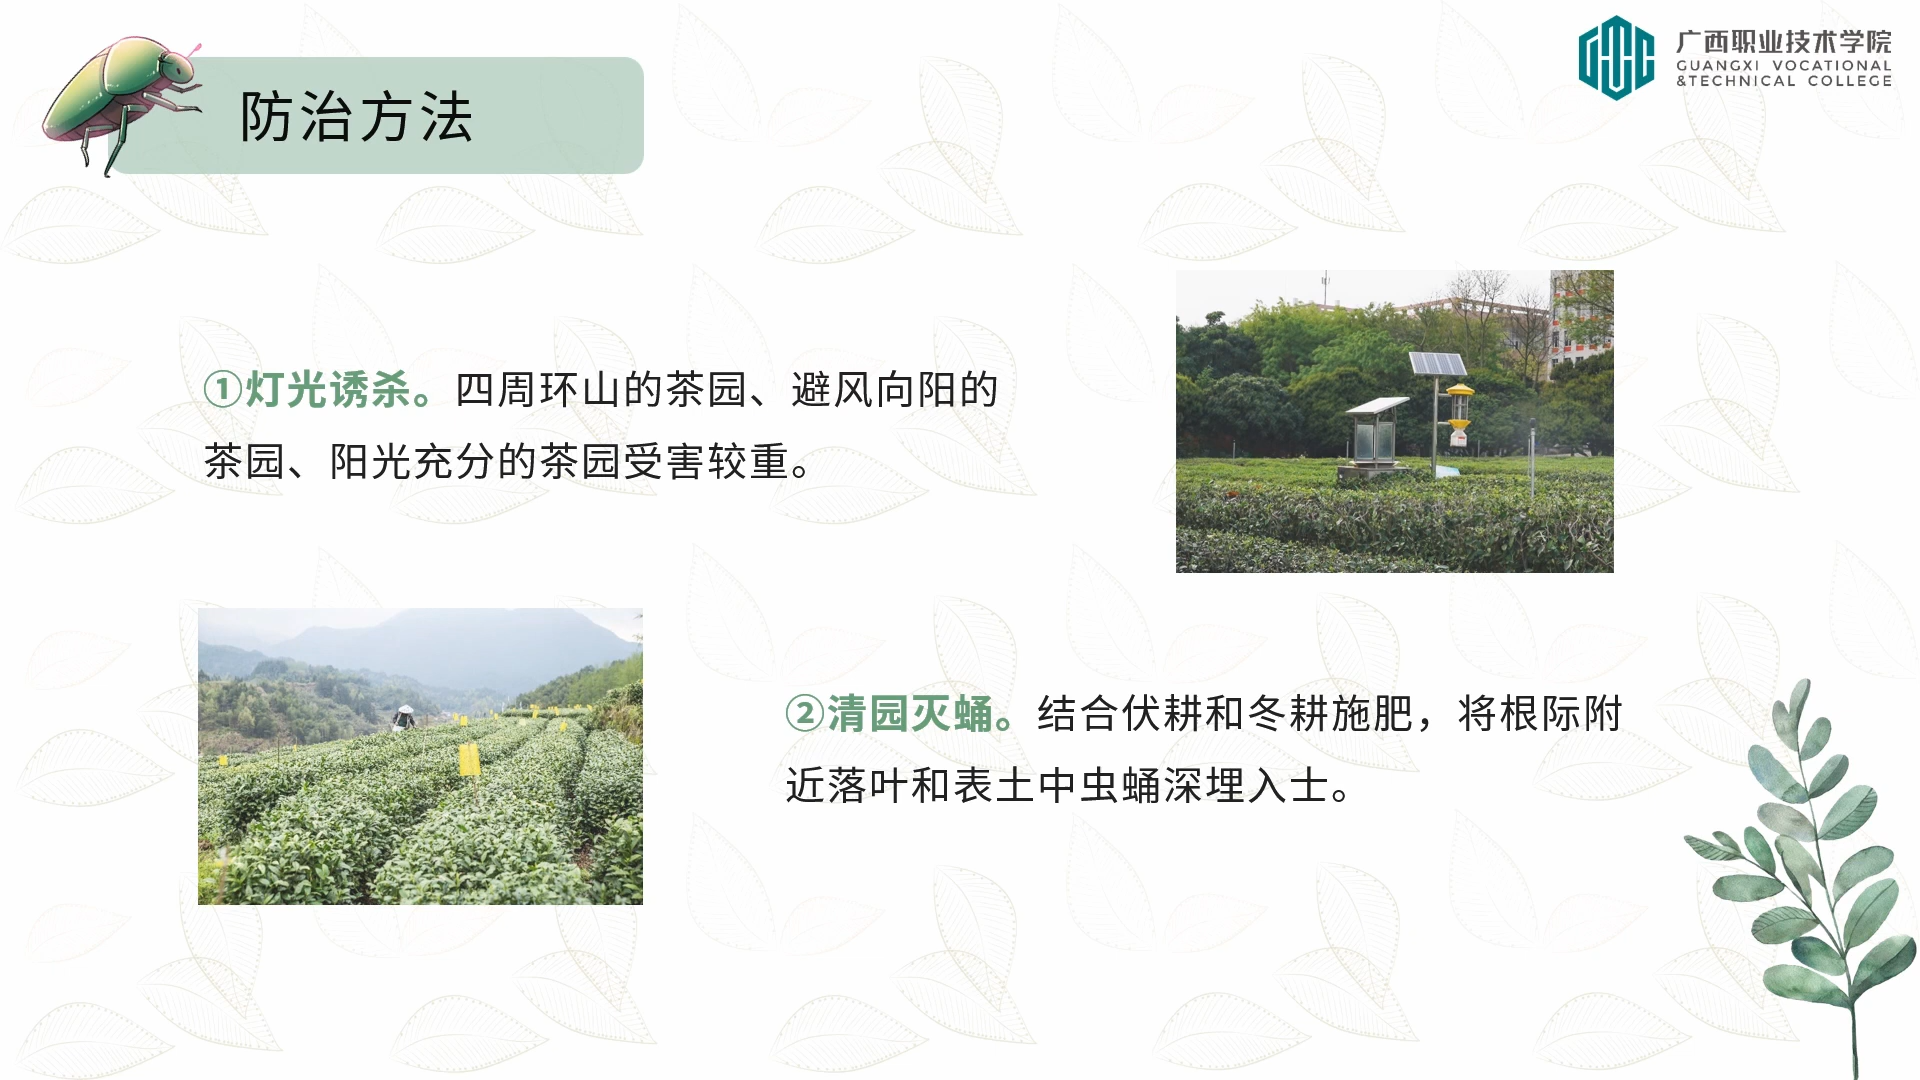 广西职业技术学院
GUANGXI VOCATIONAL
&TECHNICAL COLLEGE
防治方法
①灯光诱杀。四周环山的茶园、避风向阳的
茶园、阳光充分的茶园受害较重。
②清园灭蛹。结合伏耕和冬耕施肥，将根际附
近落叶和表土中虫蛹深埋入士。